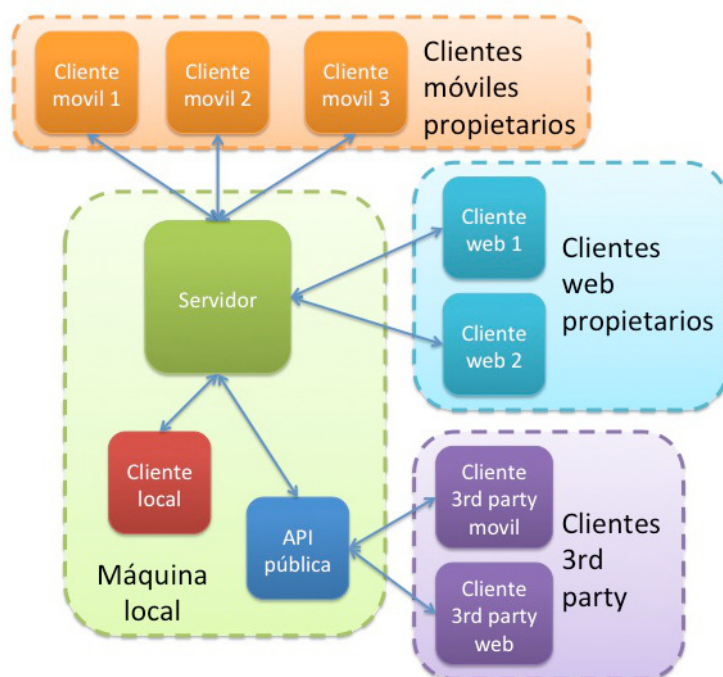 Cliente
movil 1
Cliente
movil 2
Cliente
movil 3
Clientes
móviles
propietarios
Servidor
Cliente
web 1
Cliente
web 2
Clientes
web
propietarios
Cliente
local
API
pública
Máquina
local
Cliente
3rd party
movil
Cliente
3rd party
web
Clientes
3rd
party